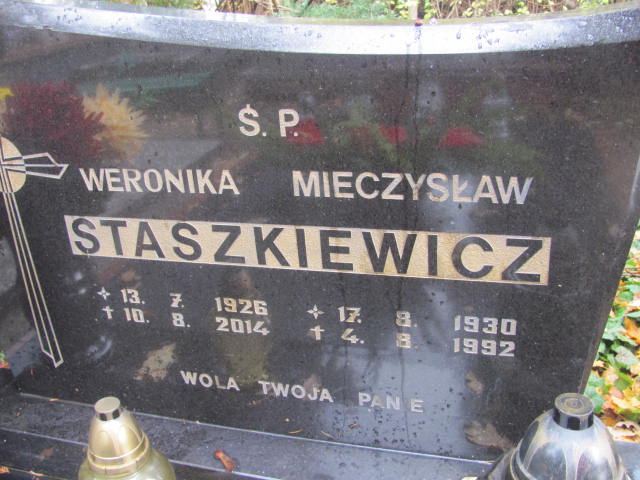 Ś.P.
WERONIKA MIECZYSŁAW
STASZKIEWICZ
13. 7. 1926 17. 8. 1930
† 10. 8. 2014 † 4. 8. 1992
WOLA TWOJA PANIE